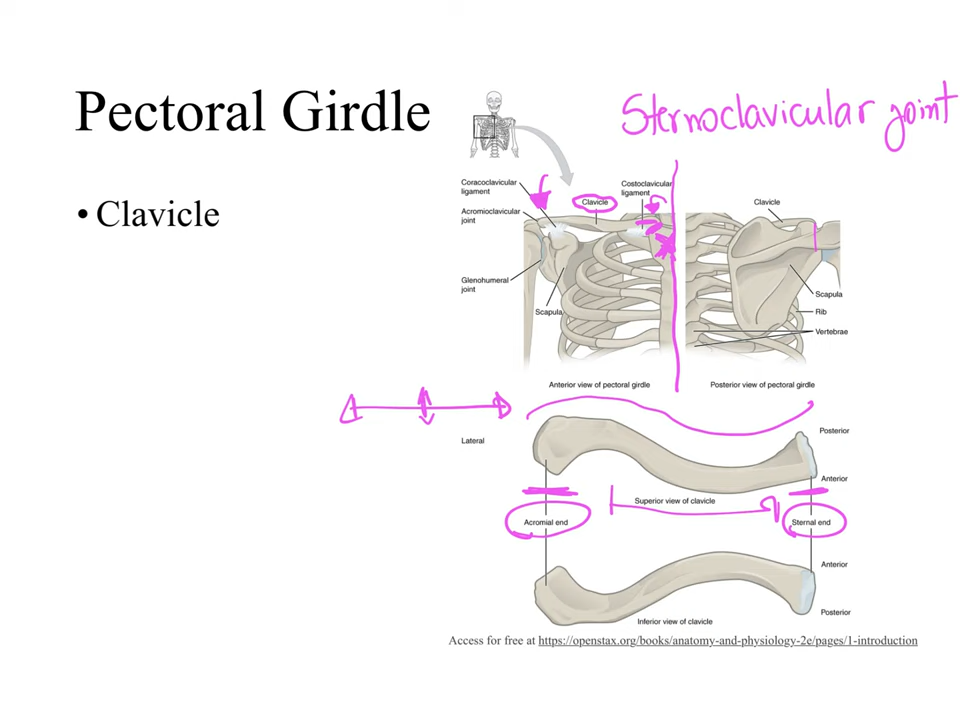 Pectoral Girdle
• Clavicle
Sternoclavicular joint
Coracoclavicular
ligament
Costoclavicular
ligament
Clavicle
Clavicle
Acromioclavicular
joint
Glenohumeral
joint
Scapula
Scapula
Rib
Vertebrae
Anterior view of pectoral girdle
Posterior view of pectoral girdle
Lateral
Posterior
Anterior
Superior view of clavicle
Acromial end
Sternal end
Anterior
Posterior
Inferior view of clavicle
Access for free at https://openstax.org/books/anatomy-and-physiology-2e/pages/1-introduction